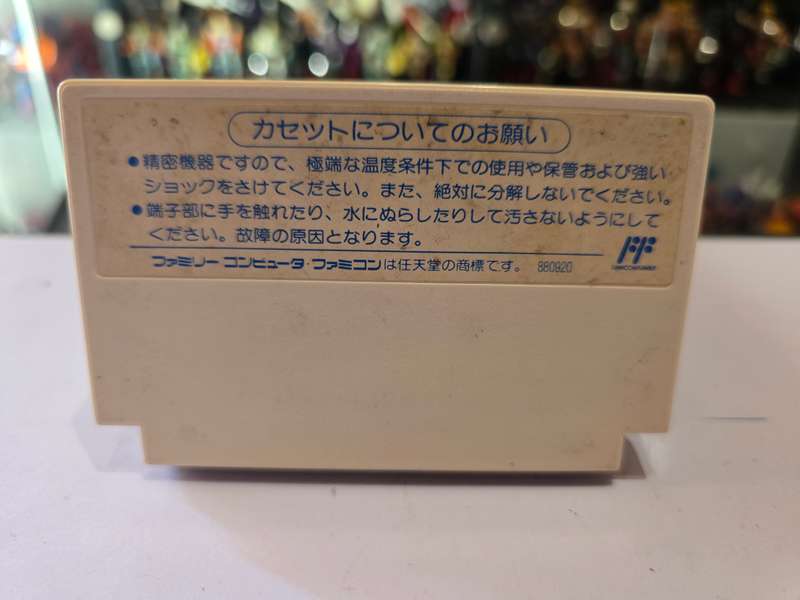 カセットについてのお願い
●精密機器ですので、極端な温度条件下での使用や保管および強い
ショックをさけてください。また、絶対に分解しないでください。
●端子部に手を触れたり、水にぬらしたりして汚さないようにして
ください。故障の原因となります。
ファミリーコンピュータ・ファミコンは任天堂の商標です。 880920